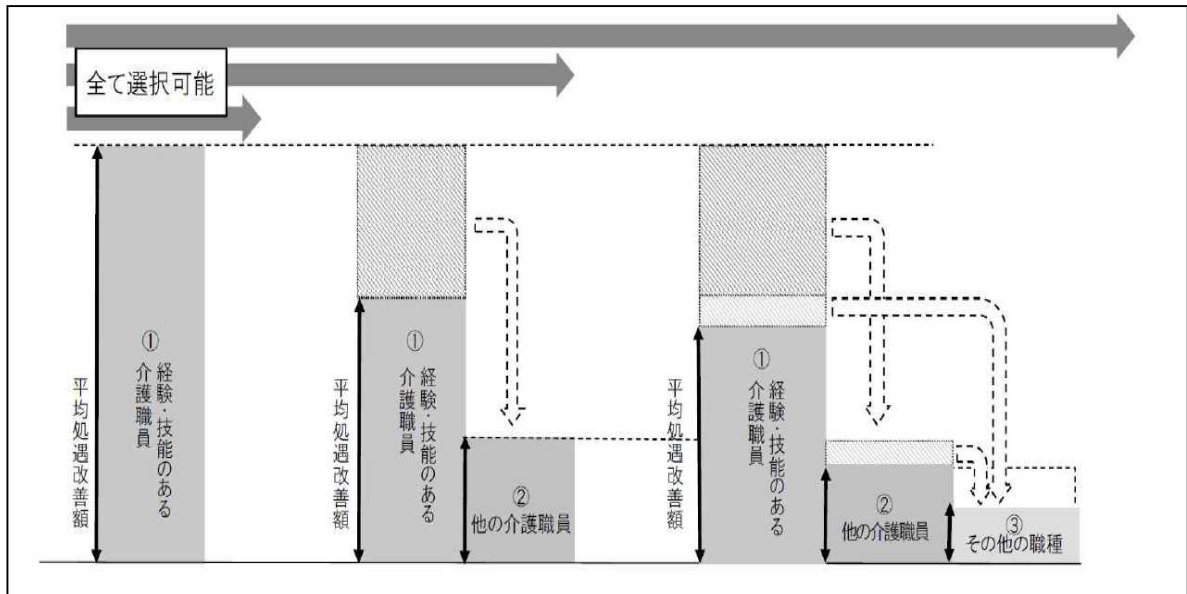 全て選択可能
平均処遇改善額
①
経験・技能のある
介護職員
平均処遇改善額
①
経験・技能のある
介護職員
②
他の介護職員
平均処遇改善額
①
経験・技能のある
介護職員
②
他の介護職員
③
その他の職種